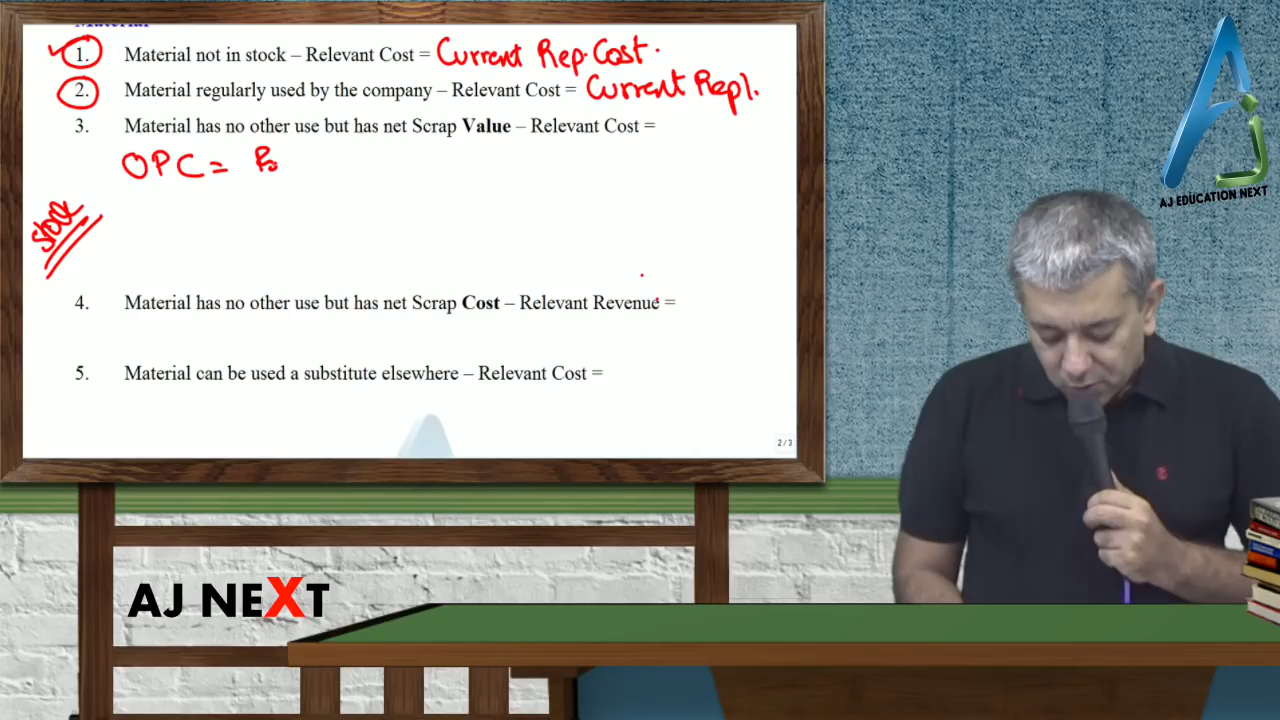 1. Material not in stock – Relevant Cost = Current Rep. Cost.
2. Material regularly used by the company – Relevant Cost = Current Repl.
3. Material has no other use but has net Scrap Value – Relevant Cost =
OPC =
Stock
4. Material has no other use but has net Scrap Cost – Relevant Revenue =
5. Material can be used a substitute elsewhere – Relevant Cost =
2/3
AJ EDUCATION NEXT
AJ NEXT